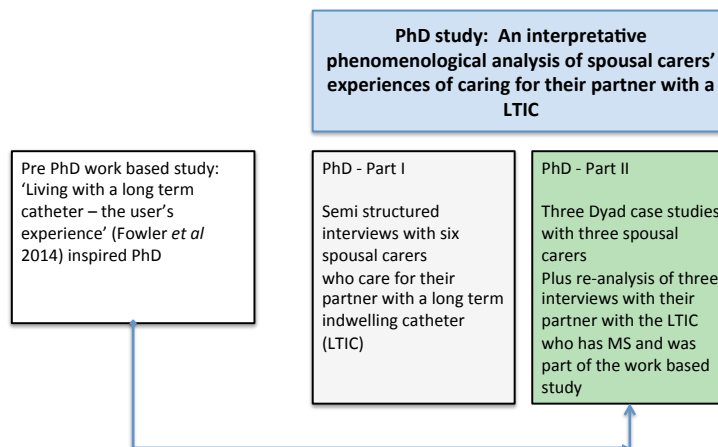 PhD study: An interpretative
phenomenological analysis of spousal carers'
experiences of caring for their partner with a
LTIC
Pre PhD work based study:
'Living with a long term
catheter – the user's
experience' (Fowler et al
2014) inspired PhD
PhD - Part I
Semi structured
interviews with six
spousal carers
who care for their
partner with a long term
indwelling catheter
(LTIC)
PhD - Part II
Three Dyad case studies
with three spousal
carers
Plus re-analysis of three
interviews with their
partner with the LTIC
who has MS and was
part of the work based
study